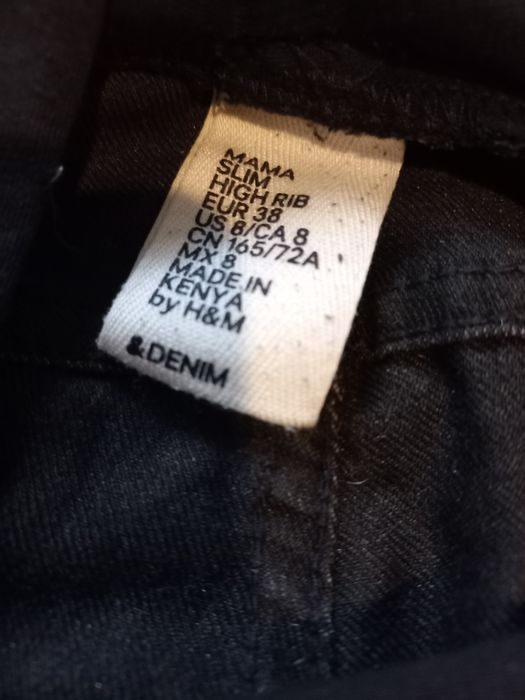 MAMA
SLIM
HIGH RIB
EUR 38
US 8/CA 8
CN 165/72A
MX 8
MADE IN
KENYA
by H&M
&DENIM